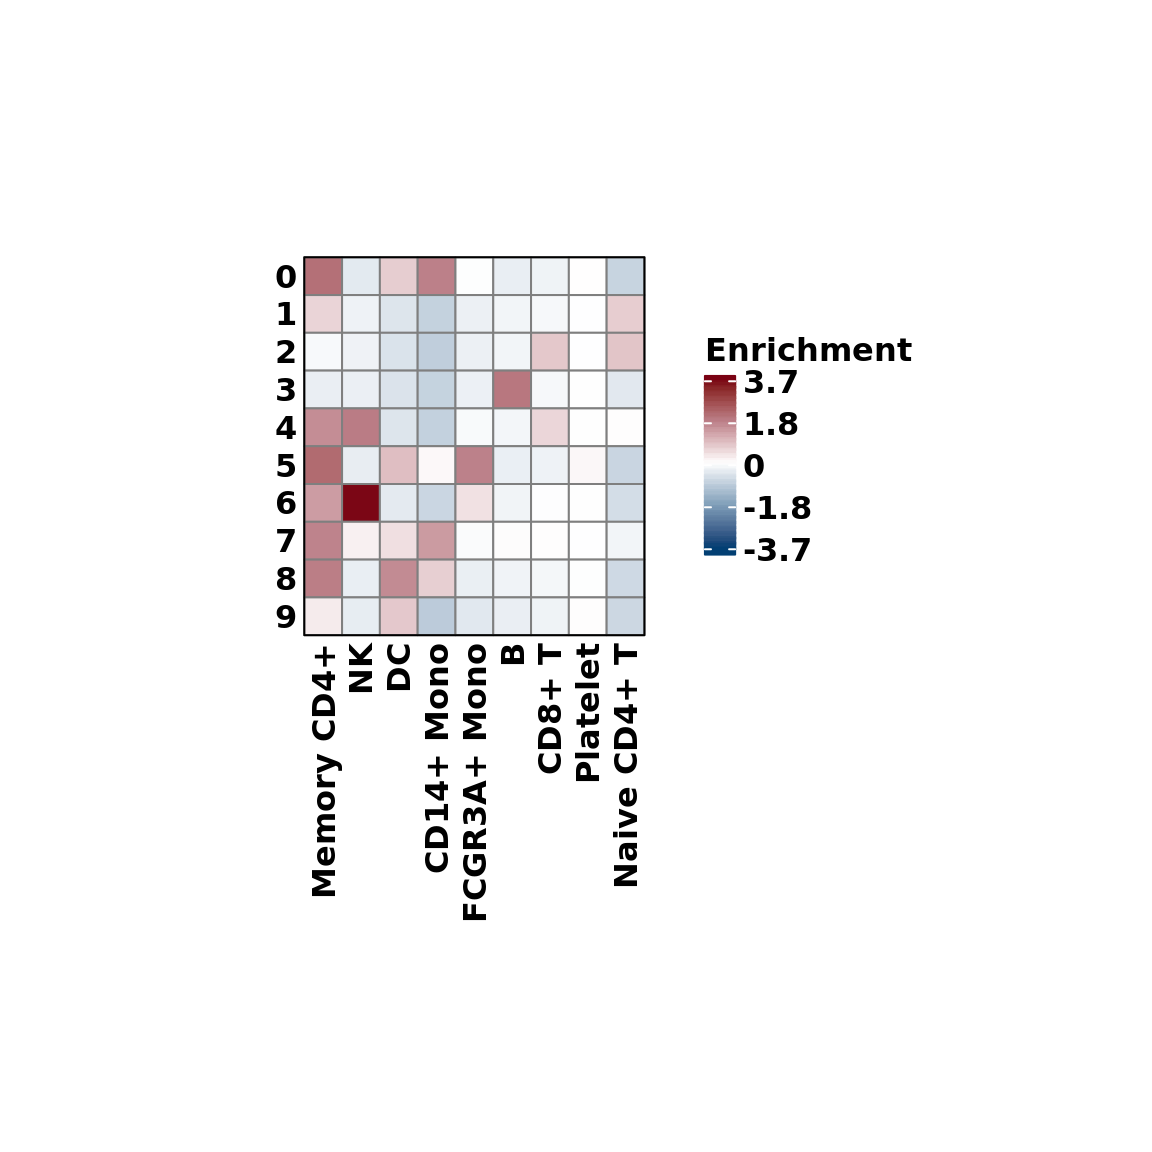 0
1
2
3
4
5
6
7
8
9
Memory CD4+
NK
DC
CD14+ Mono
FCGR3A+ Mono
B
CD8+ T
Platelet
Naive CD4+ T
Enrichment
3.7
1.8
0
-1.8
-3.7